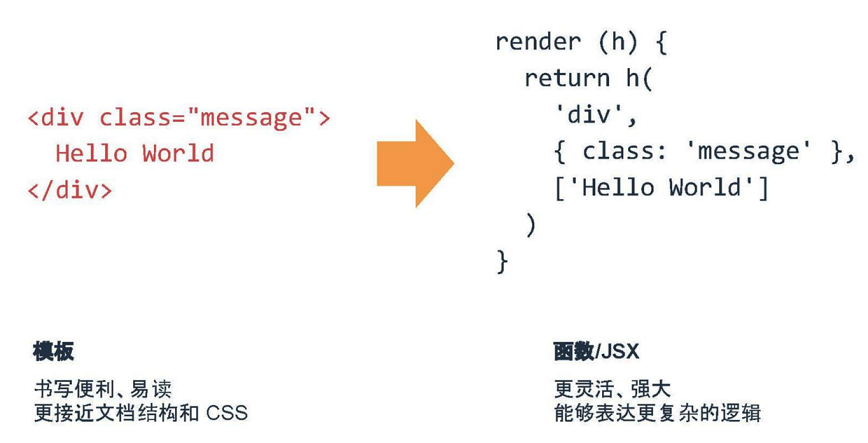 <div class="message">
  Hello World
</div>
render (h) {
  return h(
    'div',
    { class: 'message' },
    ['Hello World']
  )
}
模板
书写便利、易读
更接近文档结构和 CSS
函数/JSX
更灵活、强大
能够表达更复杂的逻辑